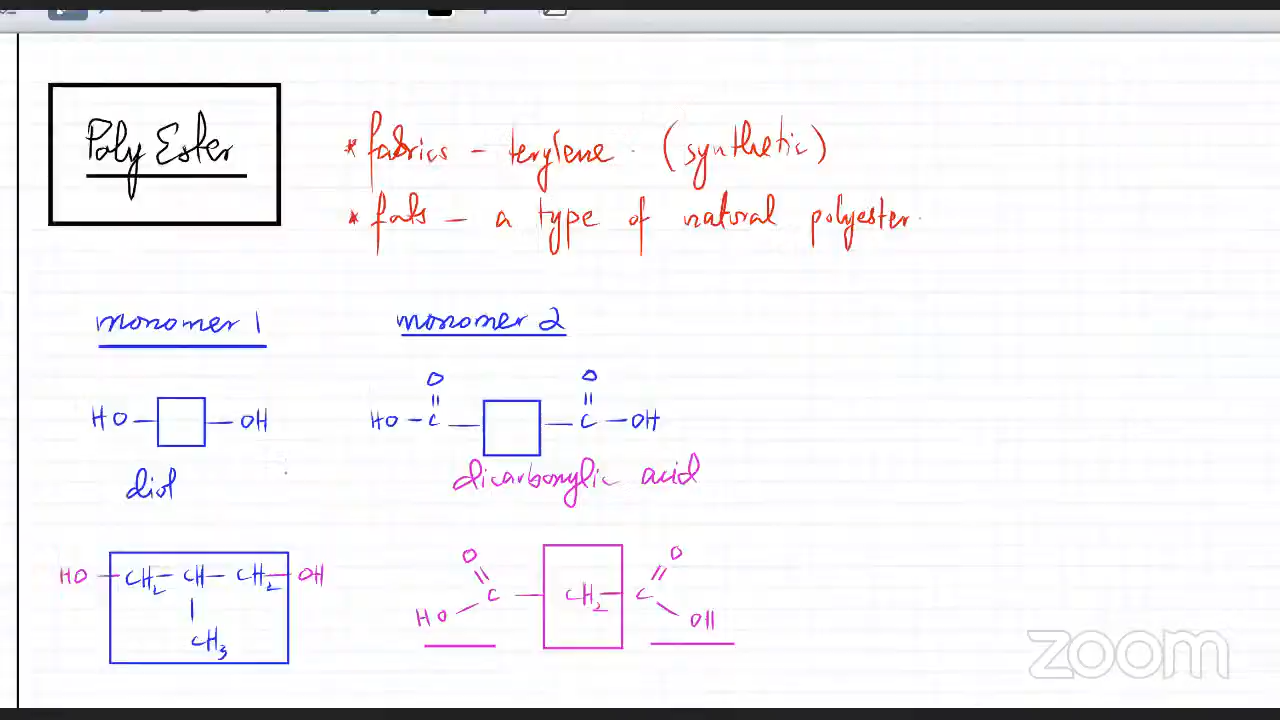 Poly Ester
* fabrics - terylene. (synthetic)
* fats - a type of natural polyester.
monomer 1
monomer 2
O O
HO - □ - OH
HO - C - □ - C - OH
diol
dicarboxylic acid
O O
HO - CH2 - CH - CH2 - OH
CH3
C - CH2 - C
HO OH
zoom